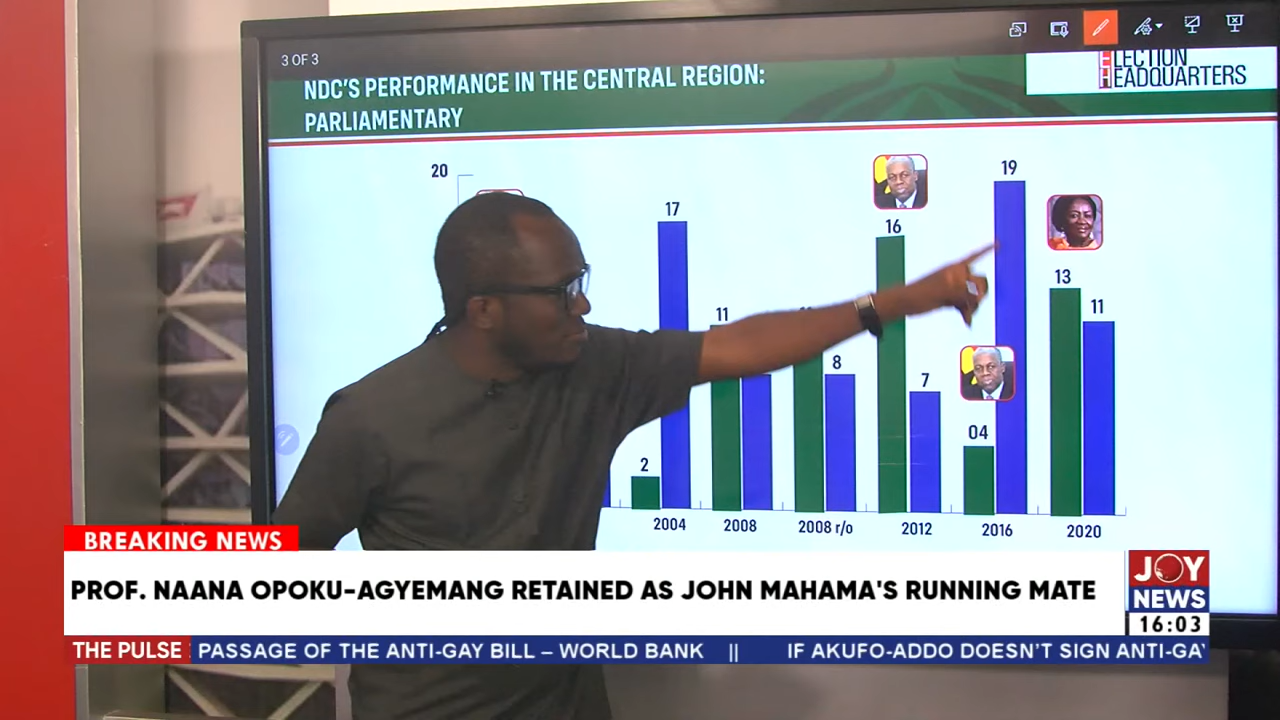 3 OF 3
NDC'S PERFORMANCE IN THE CENTRAL REGION:
PARLIAMENTARY
ELECTION
HEADQUARTERS
20
17
11
8
16
7
04
19
13
11
2
2004
2008
2008 r/o
2012
2016
2020
BREAKING NEWS
PROF. NAANA OPOKU-AGYEMANG RETAINED AS JOHN MAHAMA'S RUNNING MATE
JOY
NEWS
16:03
THE PULSE
PASSAGE OF THE ANTI-GAY BILL – WORLD BANK || IF AKUFO-ADDO DOESN'T SIGN ANTI-GA